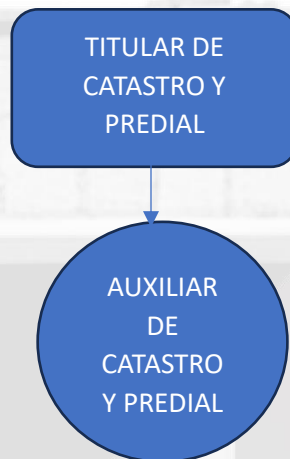 TITULAR DE
CATASTRO Y
PREDIAL
AUXILIAR
DE
CATASTRO
Y PREDIAL